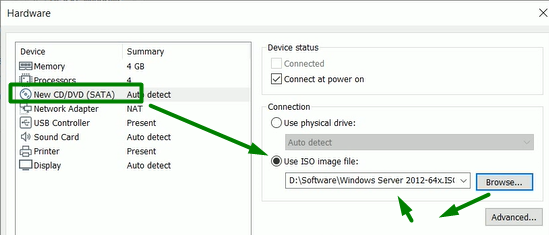 Hardware
Device Summary
Memory 4 GB
Processors 4
New CD/DVD (SATA) Auto detect
Network Adapter NAT
USB Controller Present
Sound Card Auto detect
Printer Present
Display Auto detect
Device status
Connected
Connect at power on
Connection
Use physical drive:
Auto detect
Use ISO image file:
D:\Software\Windows Server 2012-64x.ISO
Browse...
Advanced...